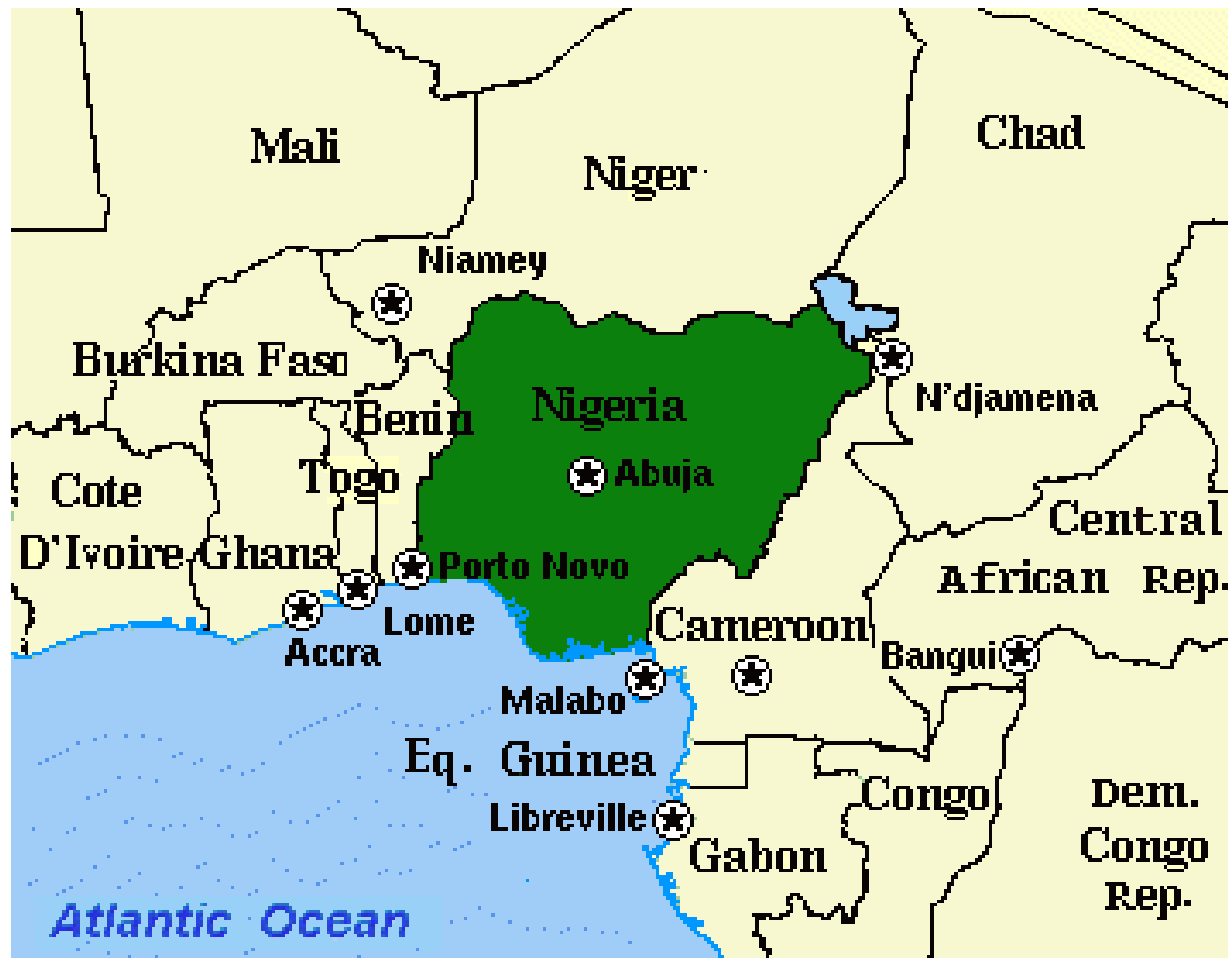 Mali
Niger
Chad
Niamey
Burkina Faso
Benin
Nigeria
N'djamena
Togo
Abuja
Cote
D'Ivoire
Ghana
Central
African Rep.
Porto Novo
Lome
Accra
Cameroon
Bangui
Malabo
Eq. Guinea
Libreville
Congo
Gabon
Dem.
Congo
Rep.
Atlantic Ocean